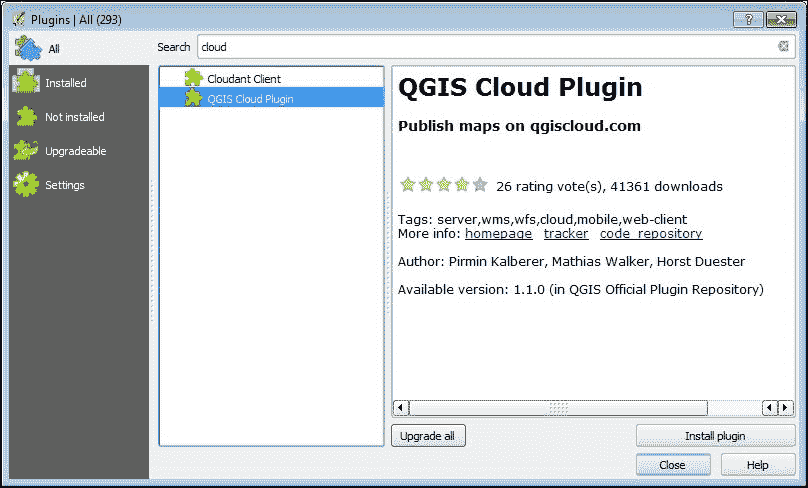 Plugins | All (293)
All
Search cloud
Installed
Not installed
Upgradeable
Settings
Cloudant Client
QGIS Cloud Plugin
QGIS Cloud Plugin
Publish maps on qgiscloud.com
26 rating vote(s), 41361 downloads
Tags: server,wms,wfs,cloud,mobile,web-client
More info: homepage tracker code repository
Author: Pirmin Kalberer, Mathias Walker, Horst Duester
Available version: 1.1.0 (in QGIS Official Plugin Repository)
Upgrade all
Install plugin
Close
Help